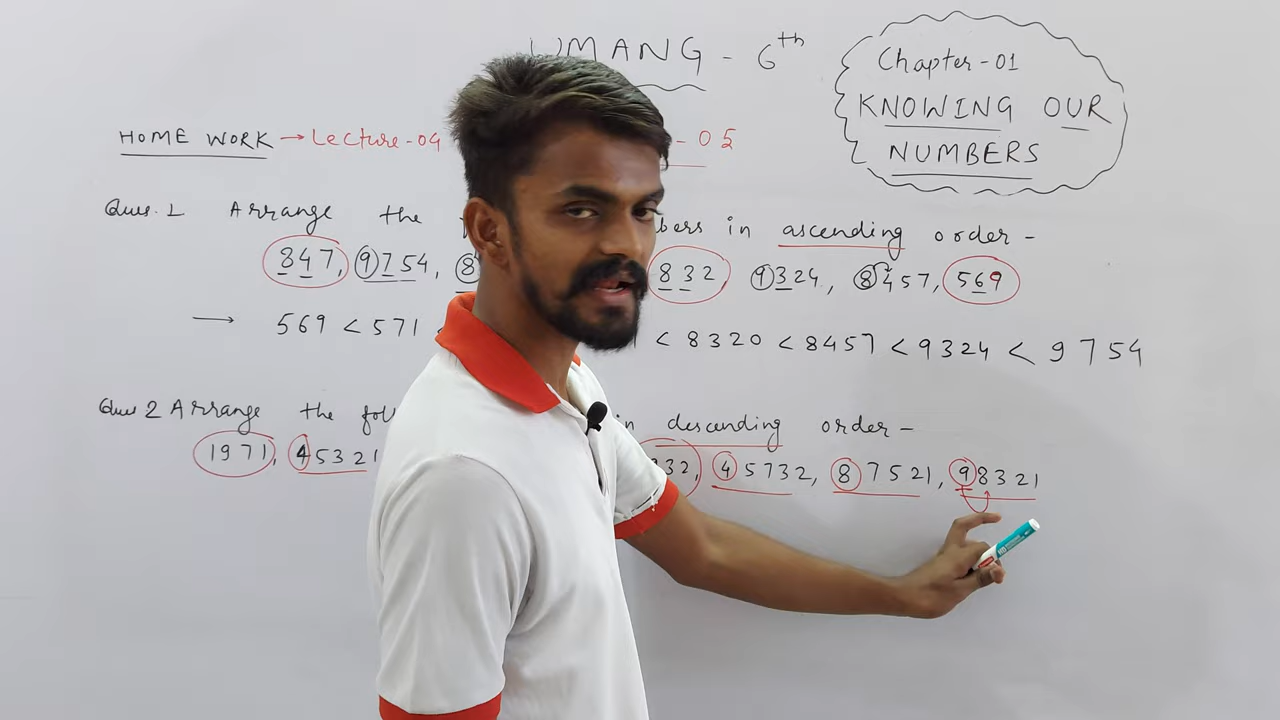 UMANG - 6th
Chapter-01
KNOWING OUR
NUMBERS
HOME WORK → Lecture-04 - 05
Ques. 1 Arrange the bers in ascending order -
847, 9754, 8 832 9324, 8457, 569
→ 569 < 571 < 8320 < 8457 < 9324 < 9754
Ques 2 Arrange the fol in descending order -
1971, 45321 332, 45732, 87521, 98321